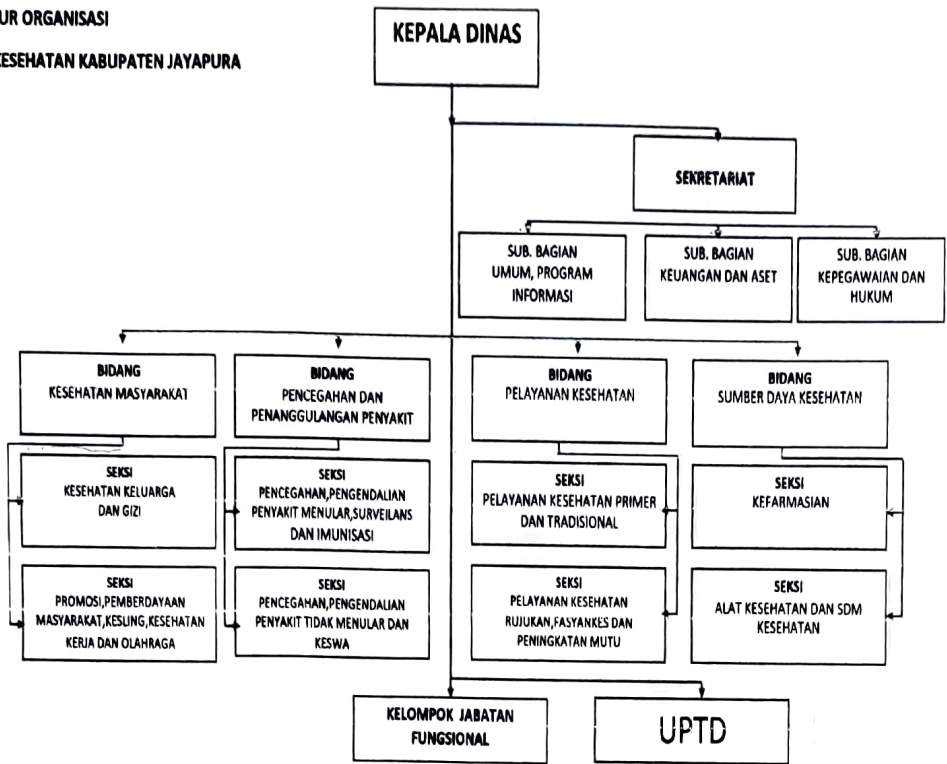 UR ORGANISASI
KESEHATAN KABUPATEN JAYAPURA
KEPALA DINAS
SEKRETARIAT
SUB. BAGIAN
UMUM, PROGRAM
INFORMASI
SUB. BAGIAN
KEUANGAN DAN ASET
SUB. BAGIAN
KEPEGAWAIAN DAN
HUKUM
BIDANG
KESEHATAN MASYARAKAT
BIDANG
PENCEGAHAN DAN
PENANGGULANGAN PENYAKIT
BIDANG
PELAYANAN KESEHATAN
BIDANG
SUMBER DAYA KESEHATAN
SEKSI
KESEHATAN KELUARGA
DAN GIZI
SEKSI
PENCEGAHAN,PENGENDALIAN
PENYAKIT MENULAR,SURVEILANS
DAN IMUNISASI
SEKSI
PELAYANAN KESEHATAN PRIMER
DAN TRADISIONAL
SEKSI
KEFARMASIAN
SEKSI
PROMOSI,PEMBERDAYAAN
MASYARAKAT,KESLING,KESEHATAN
KERJA DAN OLAHRAGA
SEKSI
PENCEGAHAN,PENGENDALIAN
PENYAKIT TIDAK MENULAR DAN
KESWA
SEKSI
PELAYANAN KESEHATAN
RUJUKAN,FASYANKES DAN
PENINGKATAN MUTU
SEKSI
ALAT KESEHATAN DAN SDM
KESEHATAN
KELOMPOK JABATAN
FUNGSIONAL
UPTD